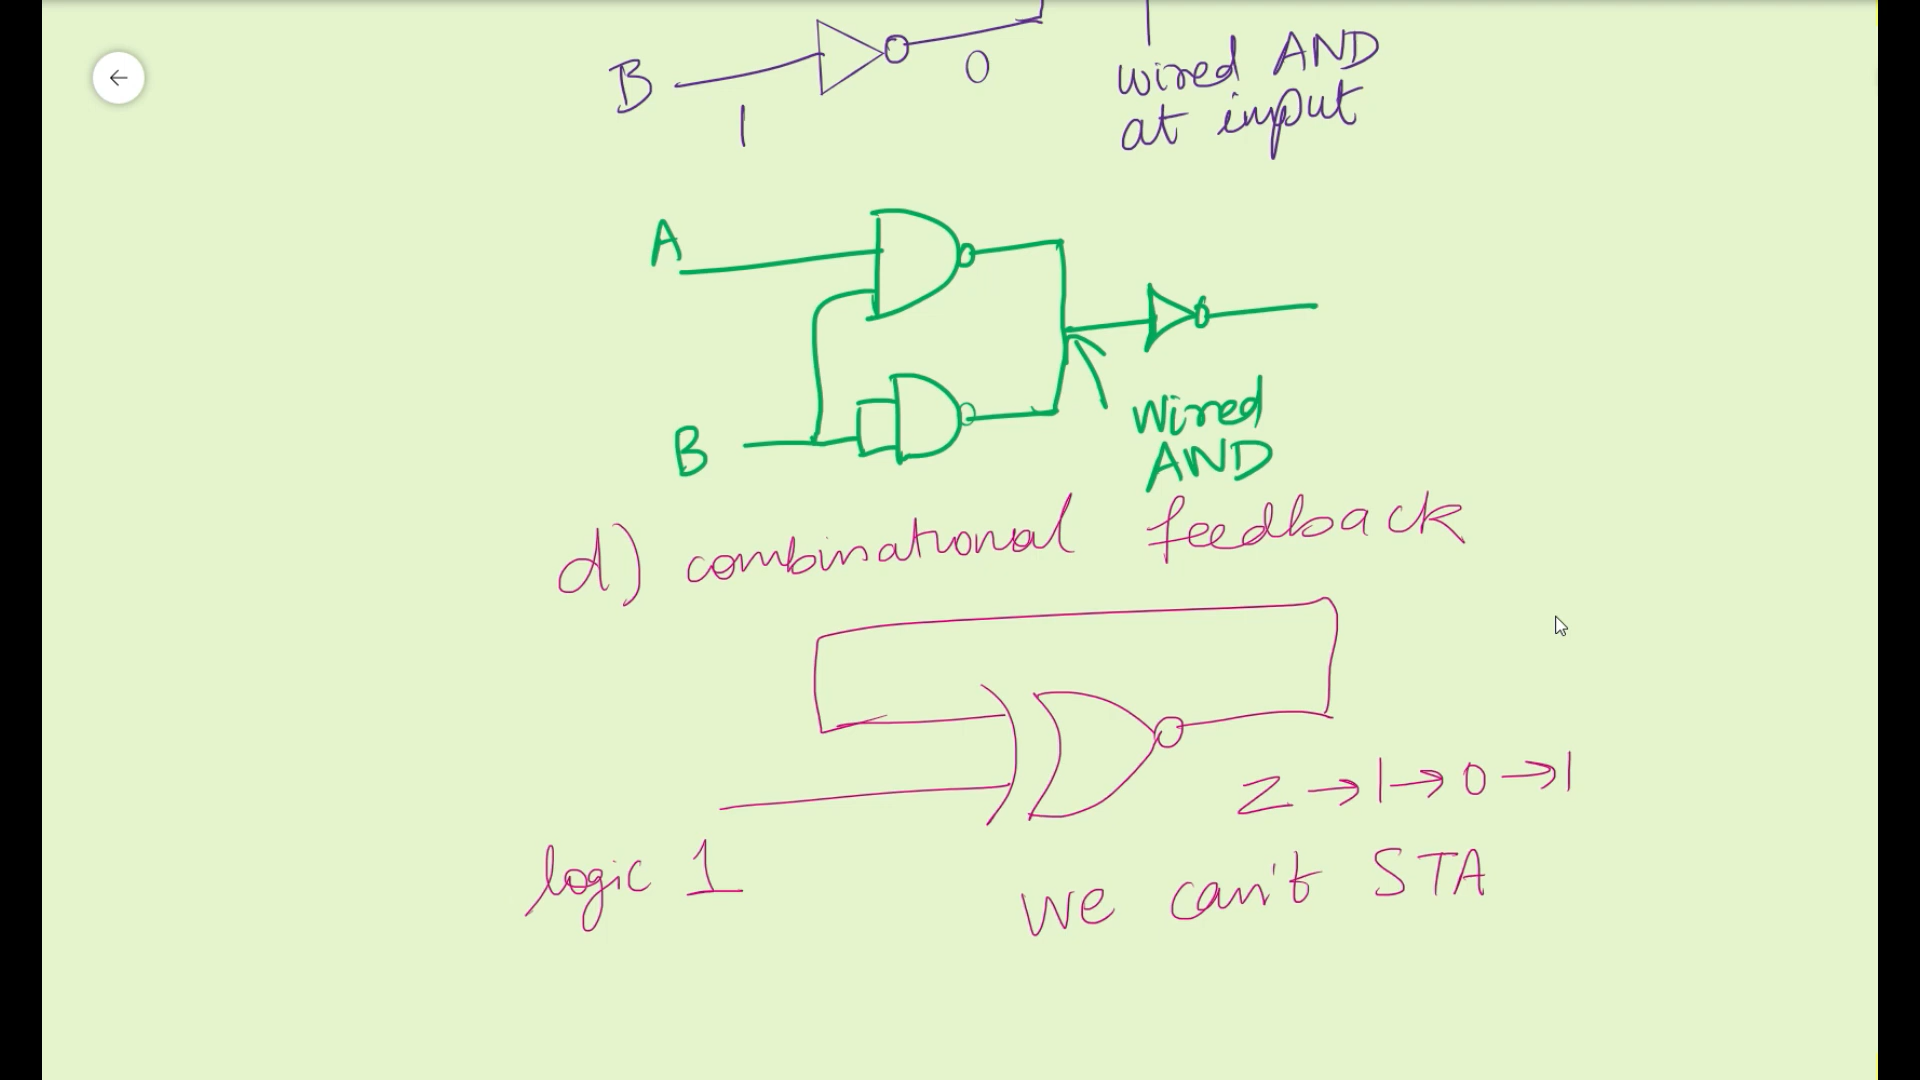 B
1
0
wired AND
at input
A
B
Wired
AND
d) combinational feedback
Z → 1 → 0 → 1
logic 1
we can't STA